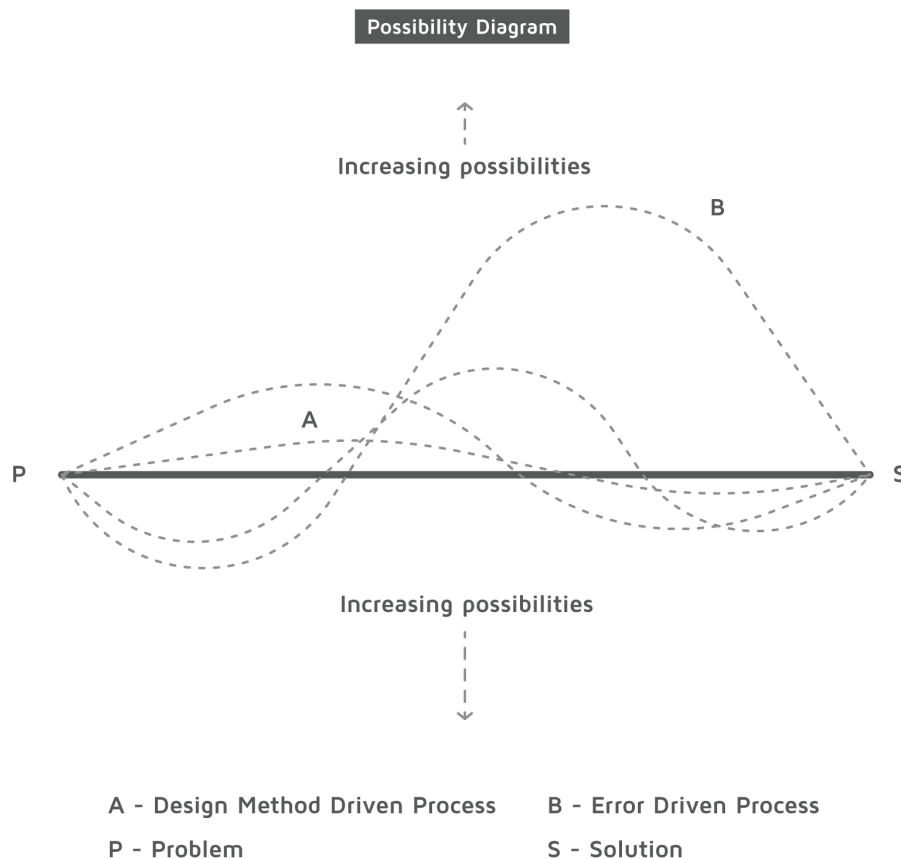 Possibility Diagram
Increasing possibilities
B
A
P
S
Increasing possibilities
A - Design Method Driven Process
B - Error Driven Process
P - Problem
S - Solution